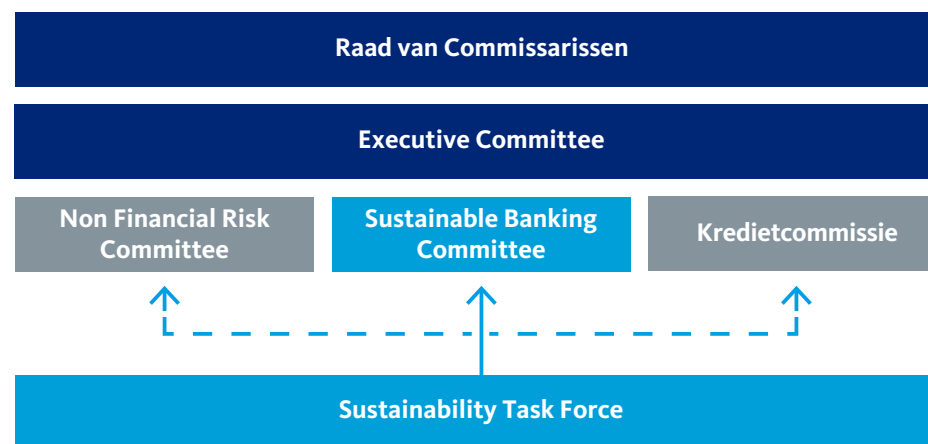 Raad van Commissarissen
Executive Committee
Non Financial Risk
Committee
Sustainable Banking
Committee
Kredietcommissie
Sustainability Task Force